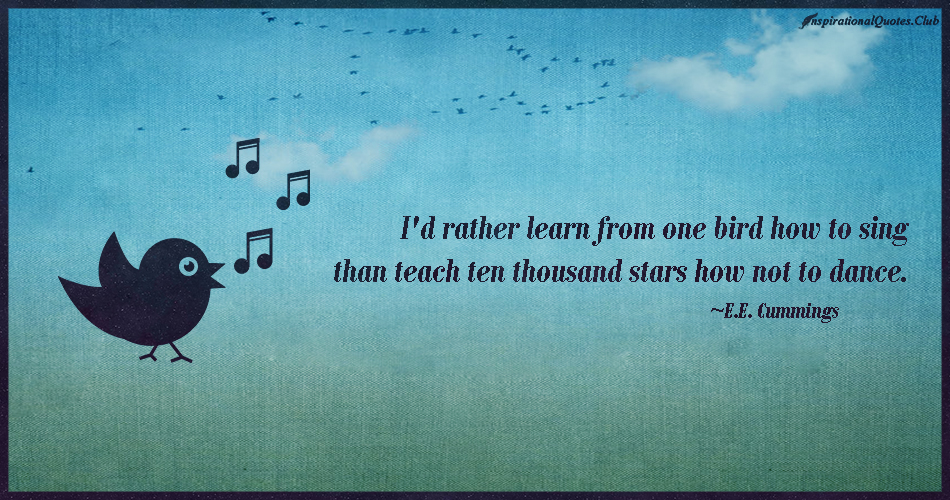 InspirationalQuotes.Club
I'd rather learn from one bird how to sing
than teach ten thousand stars how not to dance.
~E.E. Cummings